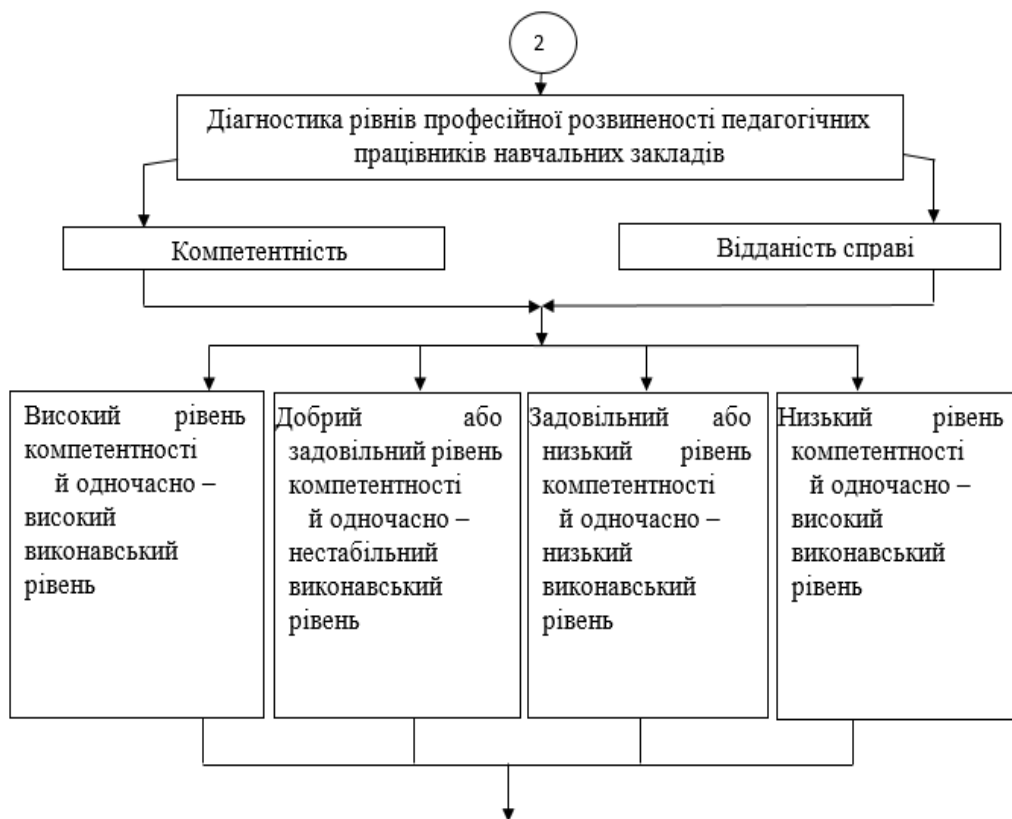 2
Діагностика рівнів професійної розвиненості педагогічних
працівників навчальних закладів
Компетентність
Відданість справі
Високий рівень
компетентності
й одночасно –
високий
виконавський
рівень
Добрий або
задовільний рівень
компетентності
й одночасно –
нестабільний
виконавський
рівень
Задовільний або
низький рівень
компетентності
й одночасно –
низький
виконавський
рівень
Низький рівень
компетентності
й одночасно –
високий
виконавський
рівень